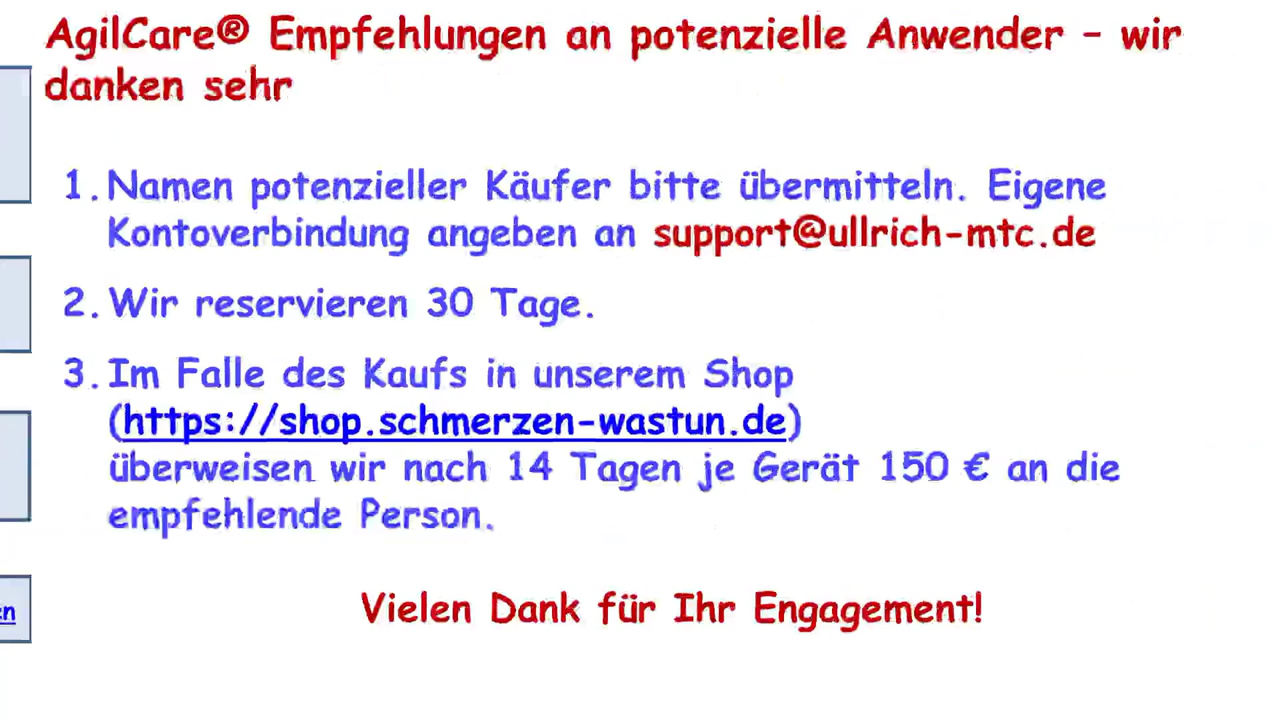 AgilCare® Empfehlungen an potenzielle Anwender – wir
danken sehr
1. Namen potenzieller Käufer bitte übermitteln. Eigene
Kontoverbindung angeben an support@ullrich-mtc.de
2. Wir reservieren 30 Tage.
3. Im Falle des Kaufs in unserem Shop
(https://shop.schmerzen-wastun.de)
überweisen wir nach 14 Tagen je Gerät 150 € an die
empfehlende Person.
en
Vielen Dank für Ihr Engagement!